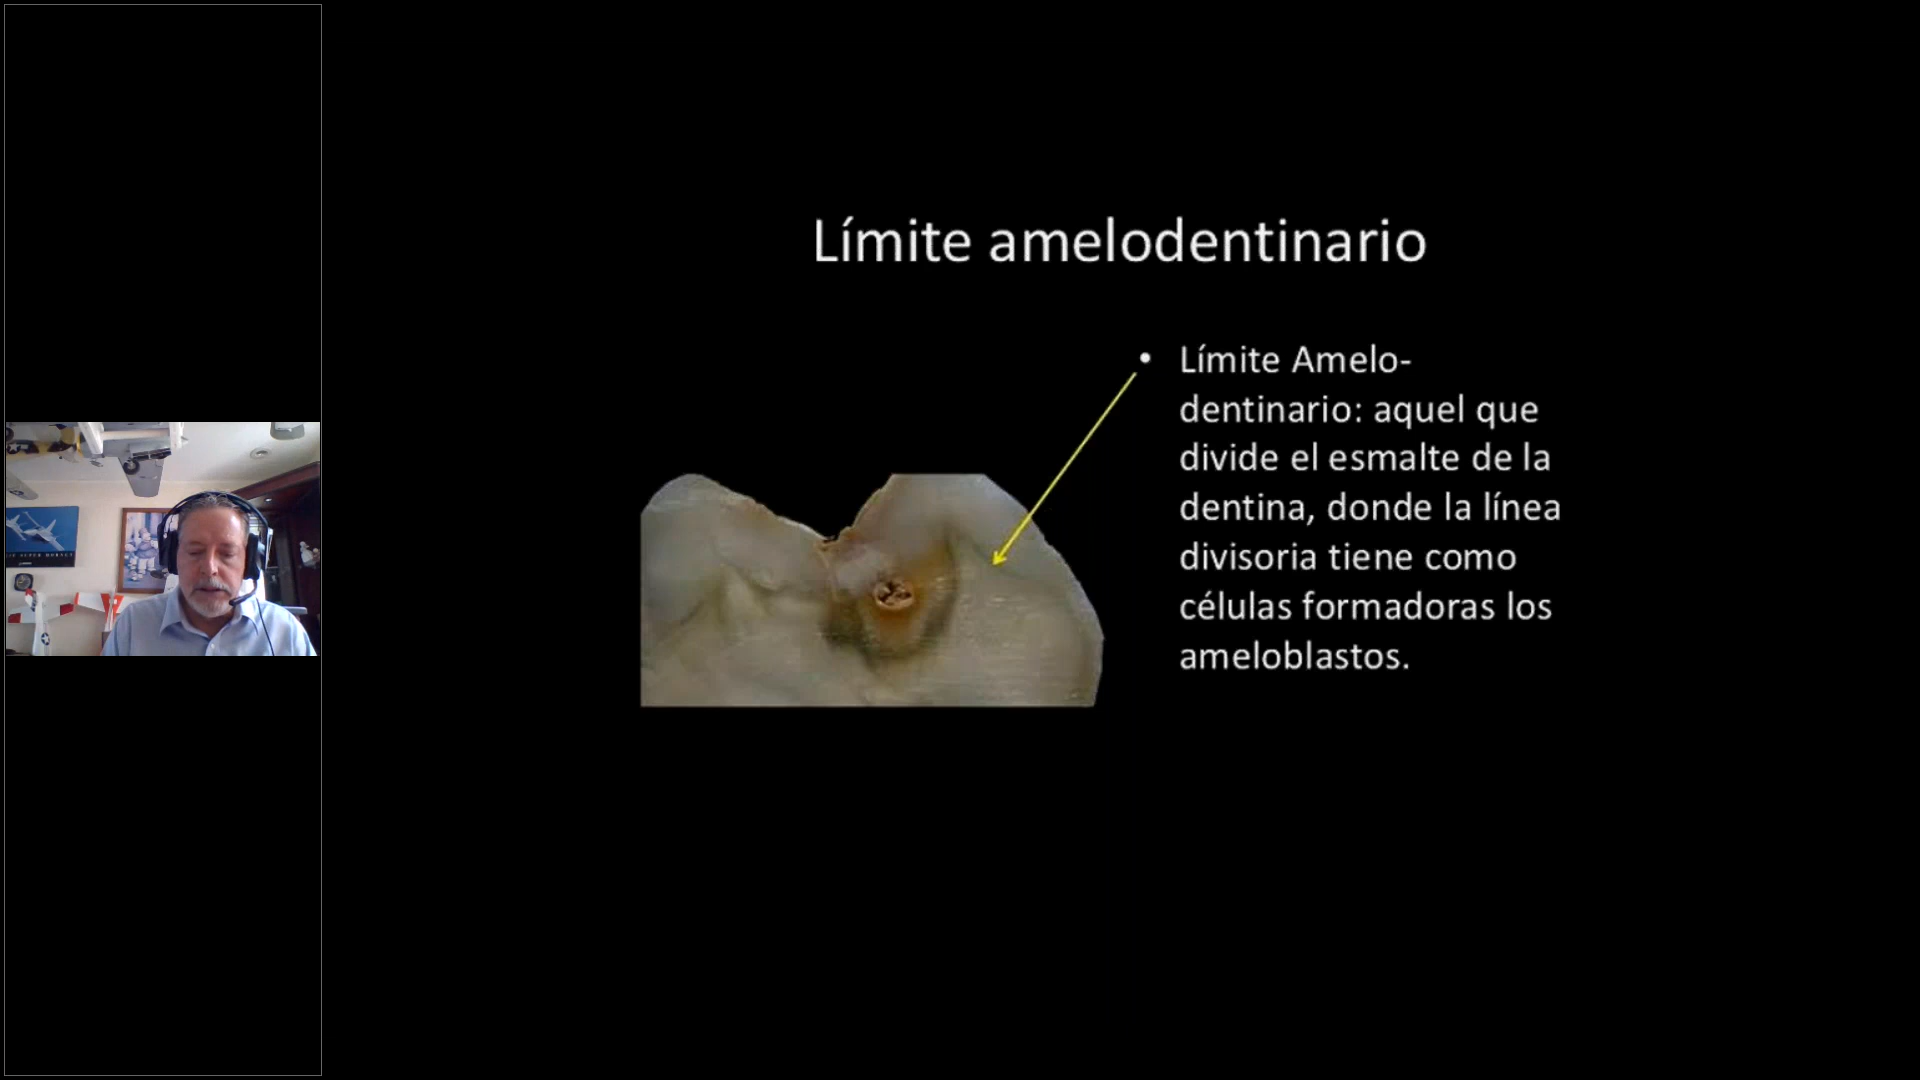 Límite amelodentinario
• Límite Amelo-
dentinario: aquel que
divide el esmalte de la
dentina, donde la línea
divisoria tiene como
células formadoras los
ameloblastos.